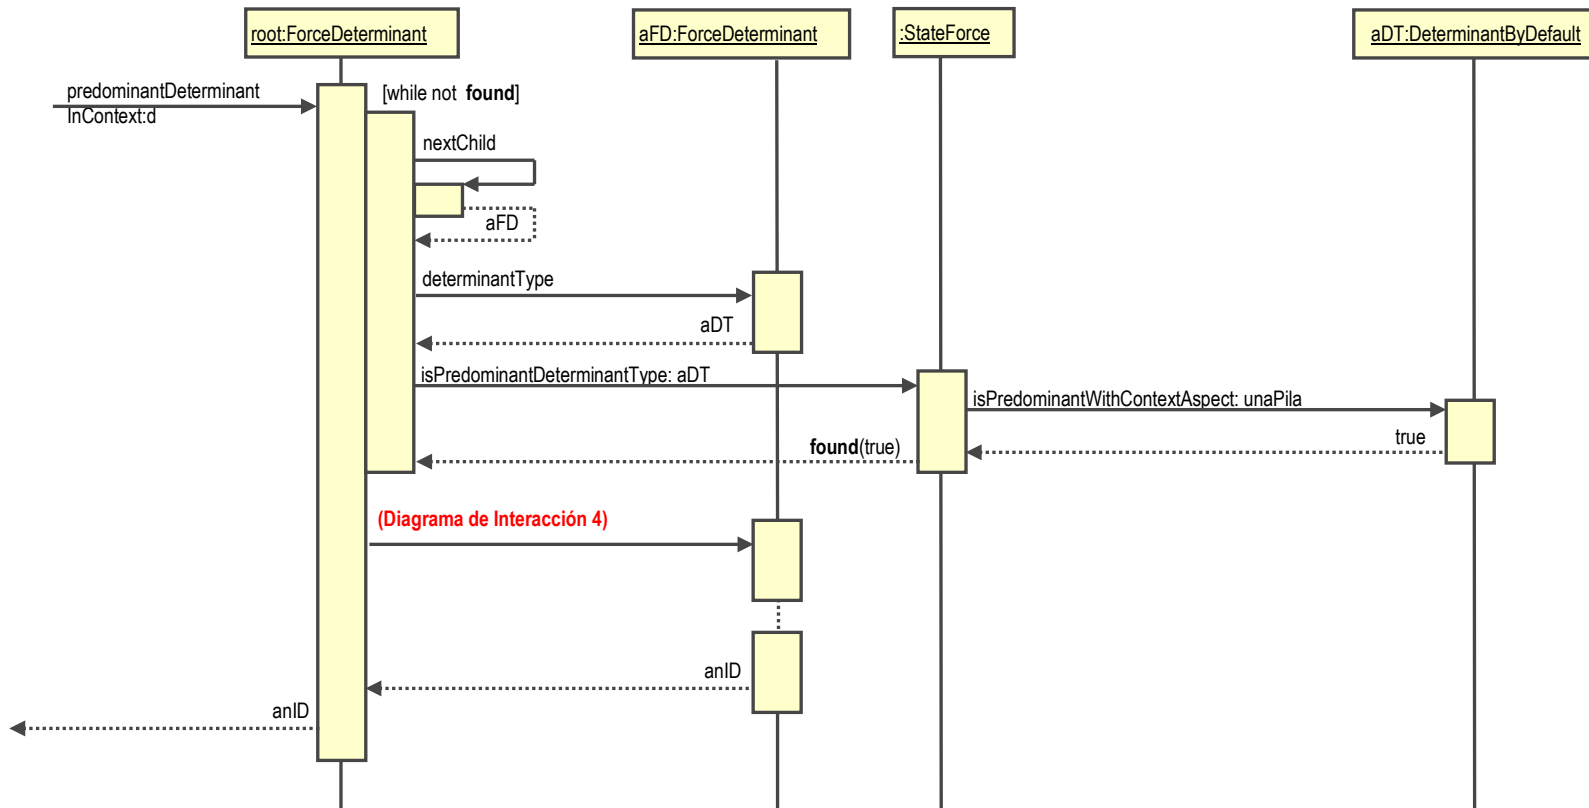 root:ForceDeterminant
aFD:ForceDeterminant
:StateForce
aDT:DeterminantByDefault
predominantDeterminant
InContext:d
[while not found]
nextChild
aFD
determinantType
aDT
isPredominantDeterminantType: aDT
isPredominantWithContextAspect: unaPila
true
found(true)
(Diagrama de Interacción 4)
anID
anID